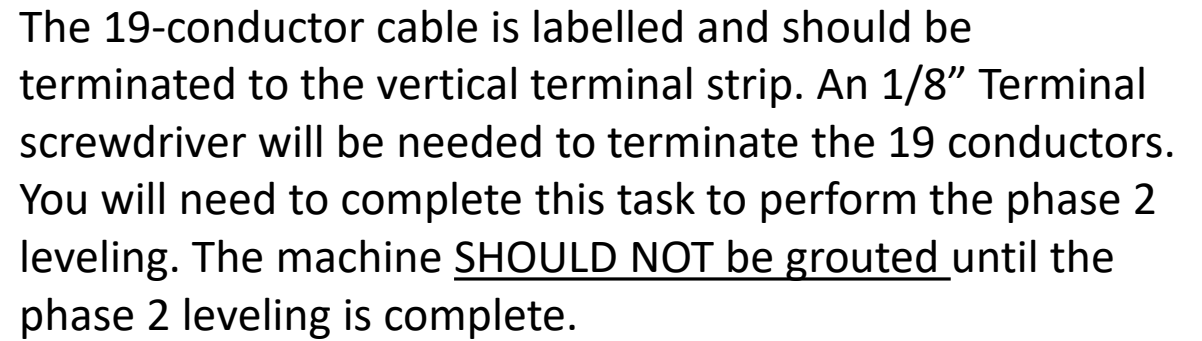 The 19-conductor cable is labelled and should be
terminated to the vertical terminal strip. An 1/8” Terminal
screwdriver will be needed to terminate the 19 conductors.
You will need to complete this task to perform the phase 2
leveling. The machine SHOULD NOT be grouted until the
phase 2 leveling is complete.